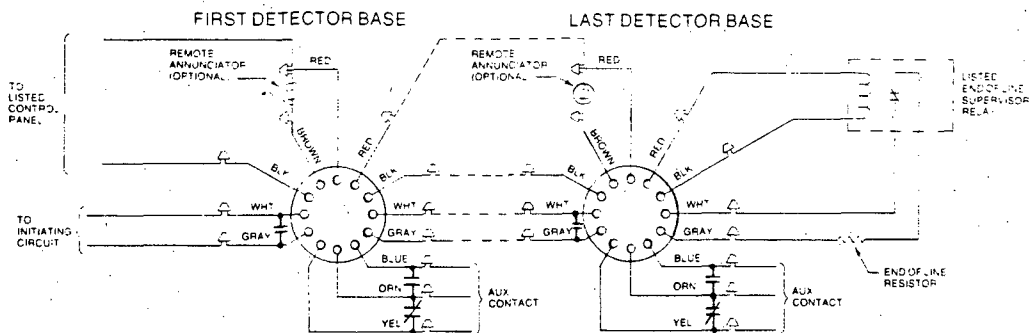 FIRST DETECTOR BASE
LAST DETECTOR BASE
REMOTE
ANNUNCIATOR
(OPTIONAL)
RED
BROWN
RED
BLK
BLK
WHT
WHT
GRAY
GRAY
BLUE
ORN
YEL
AUX
CONTACT
TO
LISTED
CONTROL
PANEL
TO
INITIATING
CIRCUIT
REMOTE
ANNUNCIATOR
(OPTIONAL)
RED
BROWN
RED
BLK
BLK
WHT
WHT
GRAY
GRAY
BLUE
ORN
YEL
AUX
CONTACT
LISTED
END OF LINE
SUPERVISOR
RELAY
END OF LINE
RESISTOR